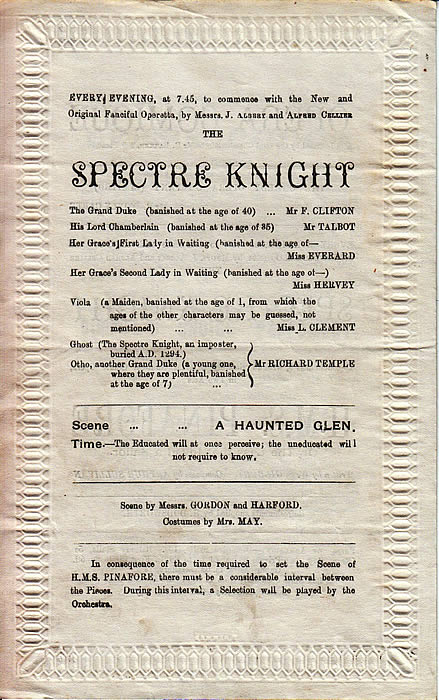 EVERY EVENING, at 7.45, to commence with the New and
Original Fanciful Operetta, by Messrs. J. ALBERY and ALFRED CELLIER
THE
SPECTRE KNIGHT
The Grand Duke (banished at the age of 40) ... Mr F. CLIFTON
His Lord Chamberlain (banished at the age of 35) Mr TALBOT
Her Grace's First Lady in Waiting (banished at the age of—
Miss EVERARD
Her Grace's Second Lady in Waiting (banished at the age of—)
Miss HERVEY
Viola (a Maiden, banished at the age of 1, from which the
ages of the other characters may be guessed, not
mentioned) ... ... Miss L. CLEMENT
Ghost (The Spectre Knight, an imposter,
buried A.D. 1294.)
Otho, another Grand Duke (a young one,
where they are plentiful, banished
at the age of 7) ...
Mr RICHARD TEMPLE
Scene ... ... A HAUNTED GLEN.
Time.—The Educated will at once perceive; the uneducated will
not require to know.
Scene by Messrs. GORDON and HARFORD.
Costumes by Mrs. MAY.
In consequence of the time required to set the Scene of
H.M.S. PINAFORE, there must be a considerable interval between
the Pieces. During this interval, a Selection will be played by the
Orchestra.